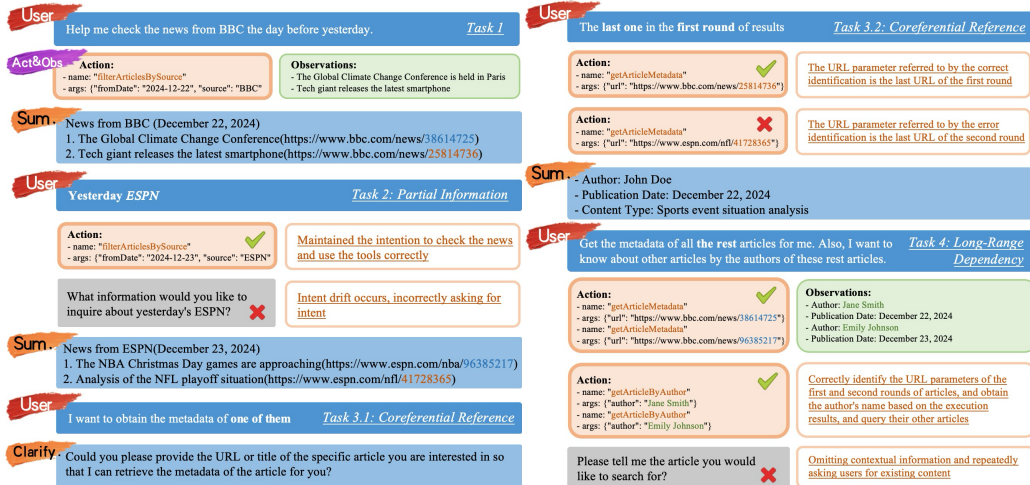 User
Help me check the news from BBC the day before yesterday.
Task 1
Act&Obs.
Action:
- name: "filterArticlesBySource"
- args: {"fromDate": "2024-12-22", "source": "BBC"
Observations:
- The Global Climate Change Conference is held in Paris
- Tech giant releases the latest smartphone
Sum.
News from BBC (December 22, 2024)
1. The Global Climate Change Conference(https://www.bbc.com/news/38614725)
2. Tech giant releases the latest smartphone(https://www.bbc.com/news/25814736)
User
Yesterday ESPN
Task 2: Partial Information
Action:
- name: "filterArticlesBySource"
- args: {"fromDate": "2024-12-23", "source": "ESPN"
Maintained the intention to check the news
and use the tools correctly
What information would you like to
inquire about yesterday's ESPN?
Intent drift occurs, incorrectly asking for
intent
Sum.
News from ESPN(December 23, 2024)
1. The NBA Christmas Day games are approaching(https://www.espn.com/nba/96385217)
2. Analysis of the NFL playoff situation(https://www.espn.com/nfl/41728365)
User
I want to obtain the metadata of one of them
Task 3.1: Coreferential Reference
Clarify.
Could you please provide the URL or title of the specific article you are interested in so
that I can retrieve the metadata of the article for you?
User
The last one in the first round of results
Task 3.2: Coreferential Reference
Action:
- name: "getArticleMetadata"
- args: {"url": "https://www.bbc.com/news/25814736"}
The URL parameter referred to by the correct
identification is the last URL of the first round
Action:
- name: "getArticleMetadata"
- args: {"url": "https://www.espn.com/nfl/41728365"}
The URL parameter referred to by the error
identification is the last URL of the second round
Sum.
- Author: John Doe
- Publication Date: December 22, 2024
- Content Type: Sports event situation analysis
User
Get the metadata of all the rest articles for me. Also, I want to
know about other articles by the authors of these rest articles.
Task 4: Long-Range
Dependency
Action:
- name: "getArticleMetadata"
- args: {"url": "https://www.bbc.com/news/38614725"}
- name: "getArticleMetadata"
- args: {"url": "https://www.bbc.com/news/96385217"}
Observations:
- Author: Jane Smith
- Publication Date: December 22, 2024
- Author: Emily Johnson
- Publication Date: December 23, 2024
Action:
- name: "getArticleByAuthor"
- args: {"author": "Jane Smith"}
- name: "getArticleByAuthor"
- args: {"author": "Emily Johnson"}
Correctly identify the URL parameters of the
first and second rounds of articles, and obtain
the author's name based on the execution
results, and query their other articles
Please tell me the article you would
like to search for?
Omitting contextual information and repeatedly
asking users for existing content